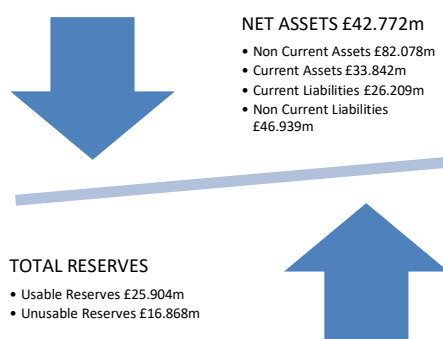 NET ASSETS £42.772m
• Non Current Assets £82.078m
• Current Assets £33.842m
• Current Liabilities £26.209m
• Non Current Liabilities
£46.939m
TOTAL RESERVES
• Usable Reserves £25.904m
• Unusable Reserves £16.868m